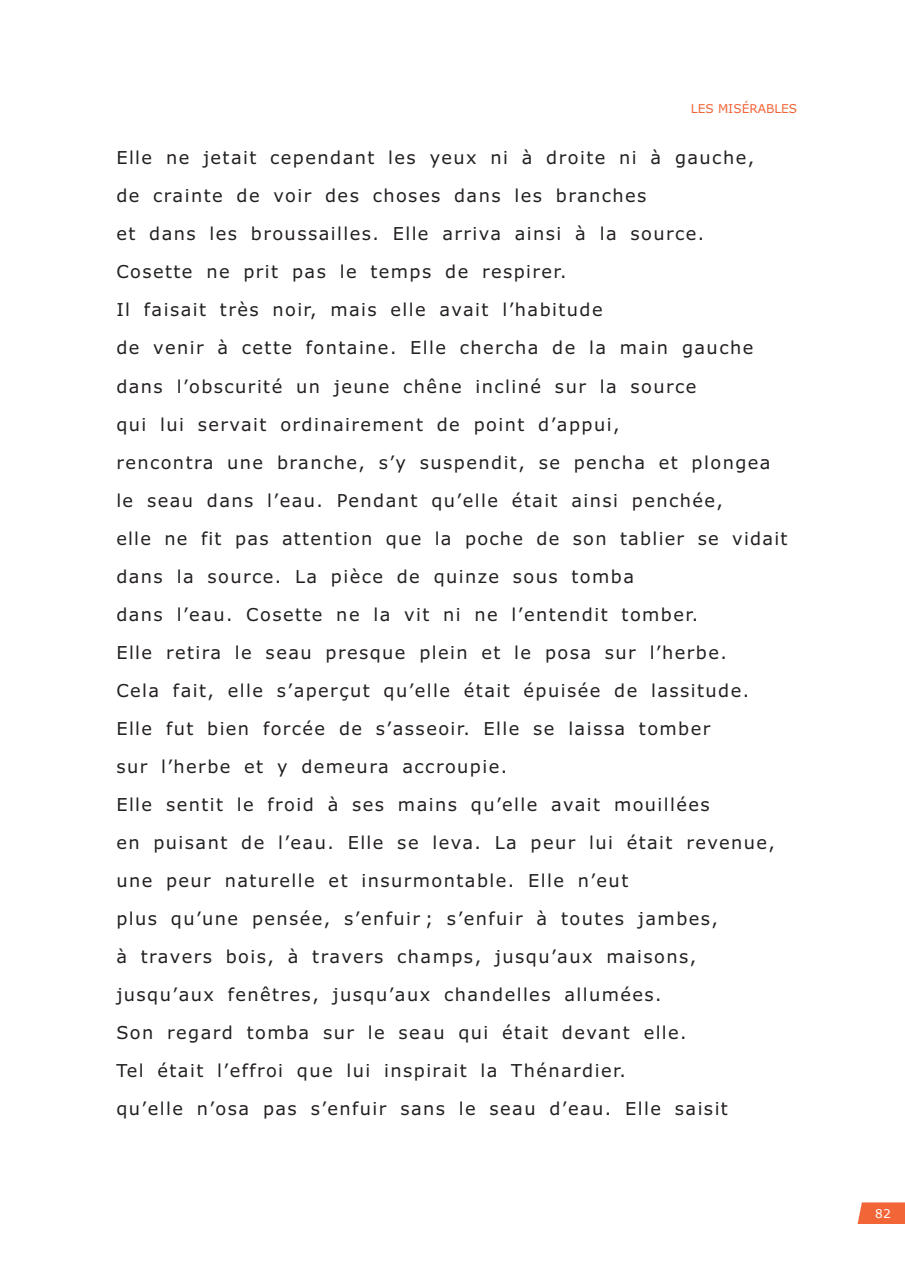 LES MISÉRABLES
Elle ne jetait cependant les yeux ni à droite ni à gauche,
de crainte de voir des choses dans les branches
et dans les broussailles. Elle arriva ainsi à la source.
Cosette ne prit pas le temps de respirer.
Il faisait très noir, mais elle avait l’habitude
de venir à cette fontaine. Elle chercha de la main gauche
dans l’obscurité un jeune chêne incliné sur la source
qui lui servait ordinairement de point d’appui,
rencontra une branche, s’y suspendit, se pencha et plongea
le seau dans l’eau. Pendant qu’elle était ainsi penchée,
elle ne fit pas attention que la poche de son tablier se vidait
dans la source. La pièce de quinze sous tomba
dans l’eau. Cosette ne la vit ni ne l’entendit tomber.
Elle retira le seau presque plein et le posa sur l’herbe.
Cela fait, elle s’aperçut qu’elle était épuisée de lassitude.
Elle fut bien forcée de s’asseoir. Elle se laissa tomber
sur l’herbe et y demeura accroupie.
Elle sentit le froid à ses mains qu’elle avait mouillées
en puisant de l’eau. Elle se leva. La peur lui était revenue,
une peur naturelle et insurmontable. Elle n’eut
plus qu’une pensée, s’enfuir ; s’enfuir à toutes jambes,
à travers bois, à travers champs, jusqu’aux maisons,
jusqu’aux fenêtres, jusqu’aux chandelles allumées.
Son regard tomba sur le seau qui était devant elle.
Tel était l’effroi que lui inspirait la Thénardier.
qu’elle n’osa pas s’enfuir sans le seau d’eau. Elle saisit
82